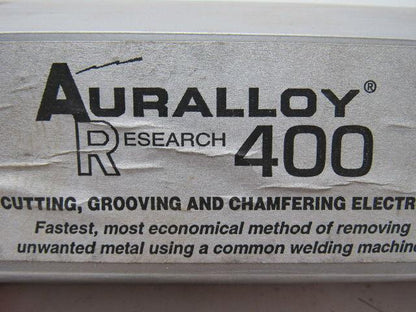 AURALLOY®
RESEARCH 400
CUTTING, GROOVING AND CHAMFERING ELECTR
Fastest, most economical method of removing
unwanted metal using a common welding machin